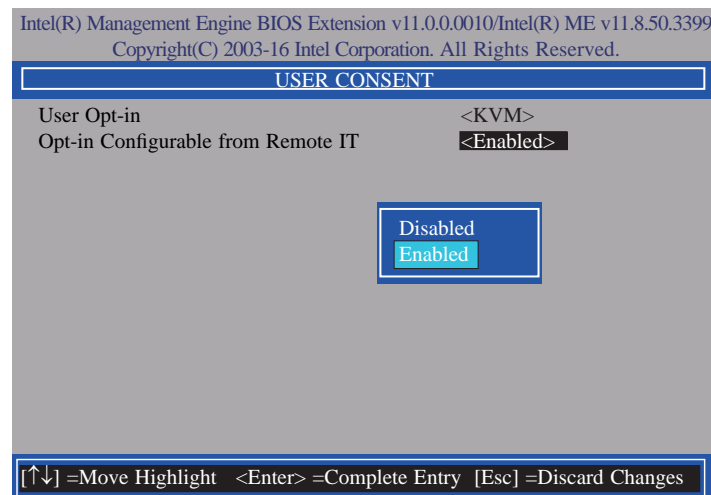 Intel(R) Management Engine BIOS Extension v11.0.0.0010/Intel(R) ME v11.8.50.3399
Copyright(C) 2003-16 Intel Corporation. All Rights Reserved.
USER CONSENT
User Opt-in <KVM>
Opt-in Configurable from Remote IT <Enabled>
Disabled
Enabled
[↑↓] =Move Highlight <Enter> =Complete Entry [Esc] =Discard Changes